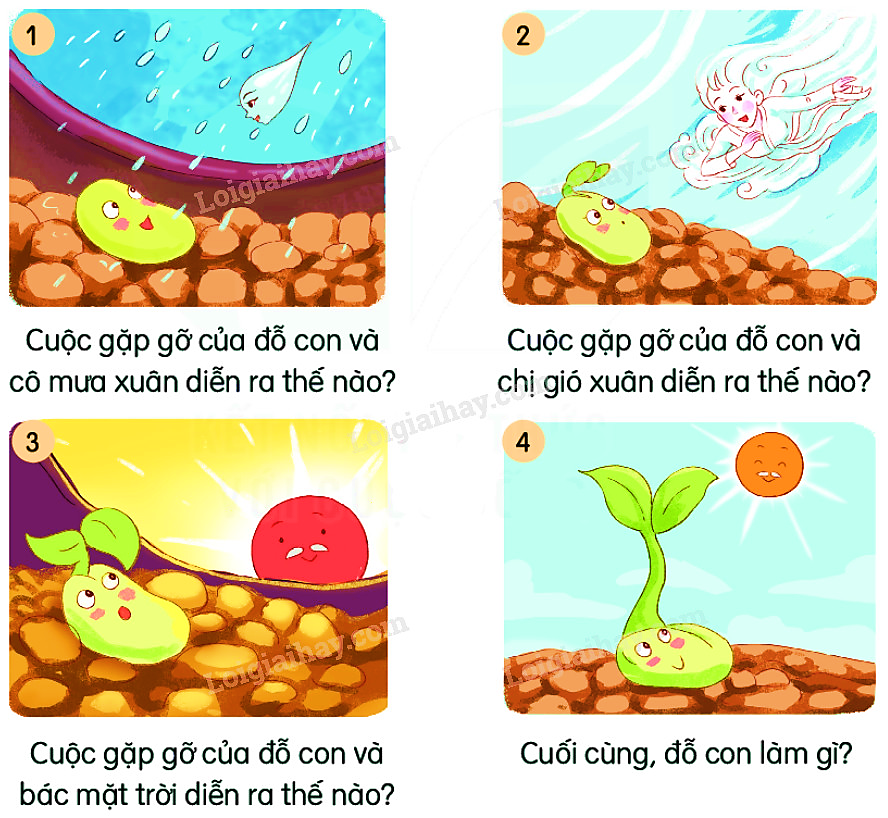 1
2
Loigiaihay.com
Loigiaihay.com
Cuộc gặp gỡ của đỗ con và
cô mưa xuân diễn ra thế nào?
Cuộc gặp gỡ của đỗ con và
chị gió xuân diễn ra thế nào?
Loigiaihay.com
3
4
Loigiaihay.com
Loigiaihay.com
Cuộc gặp gỡ của đỗ con và
bác mặt trời diễn ra thế nào?
Cuối cùng, đỗ con làm gì?